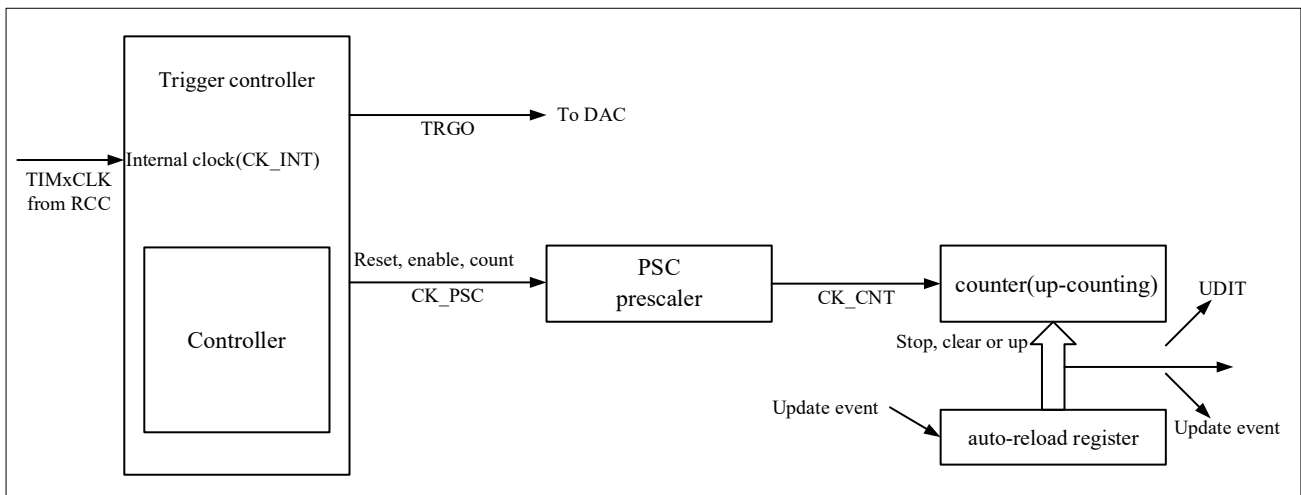 Trigger controller
TRGO
To DAC
Internal clock(CK_INT)
TIMxCLK
from RCC
Controller
Reset, enable, count
CK_PSC
PSC
prescaler
CK_CNT
counter(up-counting)
UDIT
Stop, clear or up
Update event
auto-reload register
Update event